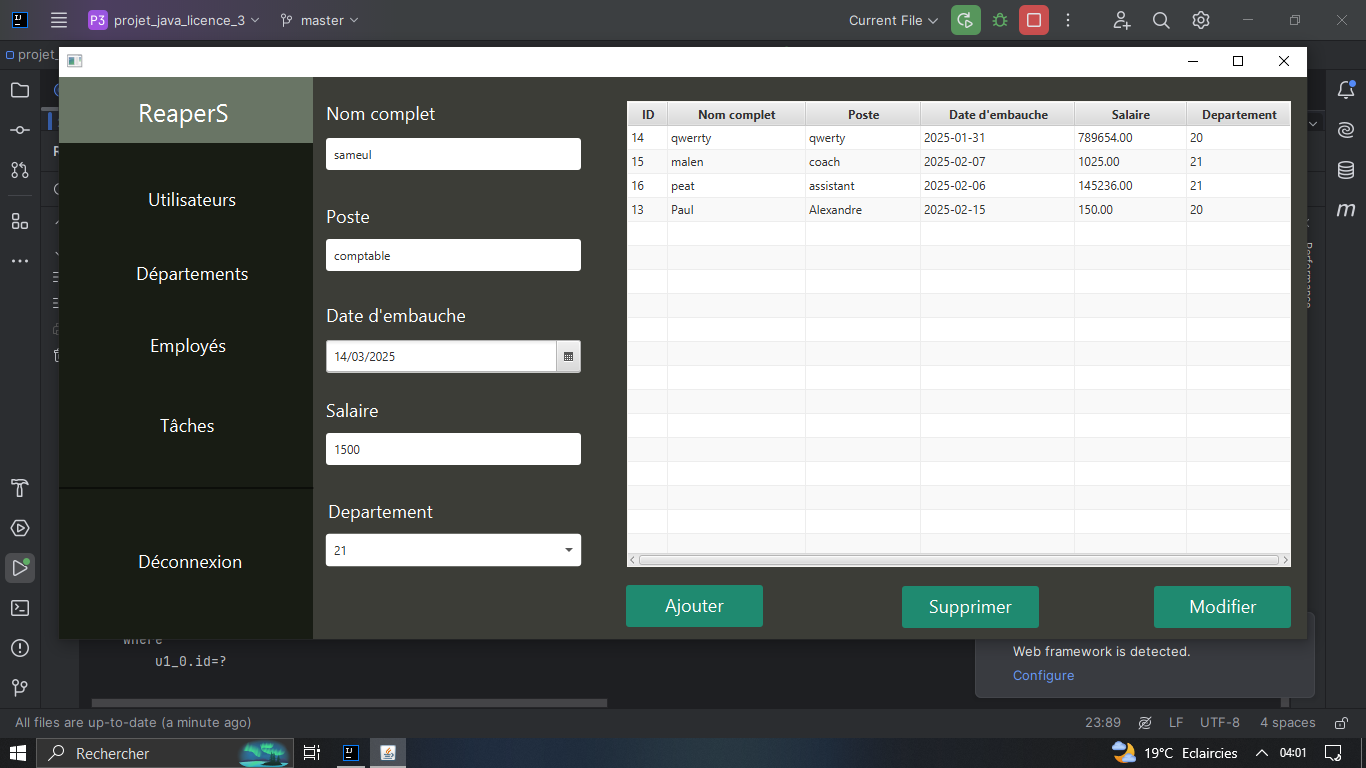 P3 projet_java_licence_3 master Current File
projet_
ReaperS
Utilisateurs
Départements
Employés
Tâches
Déconnexion
Nom complet
sameul
Poste
comptable
Date d'embauche
14/03/2025
Salaire
1500
Departement
21
ID Nom complet Poste Date d'embauche Salaire Departement
14 qwerrty qwerty 2025-01-31 789654.00 20
15 malen coach 2025-02-07 1025.00 21
16 peat assistant 2025-02-06 145236.00 21
13 Paul Alexandre 2025-02-15 150.00 20
Ajouter Supprimer Modifier
where
u1_0.id=?
Web framework is detected.
Configure
All files are up-to-date (a minute ago) 23:89 LF UTF-8 4 spaces
Rechercher 19°C Eclaircies 04:01